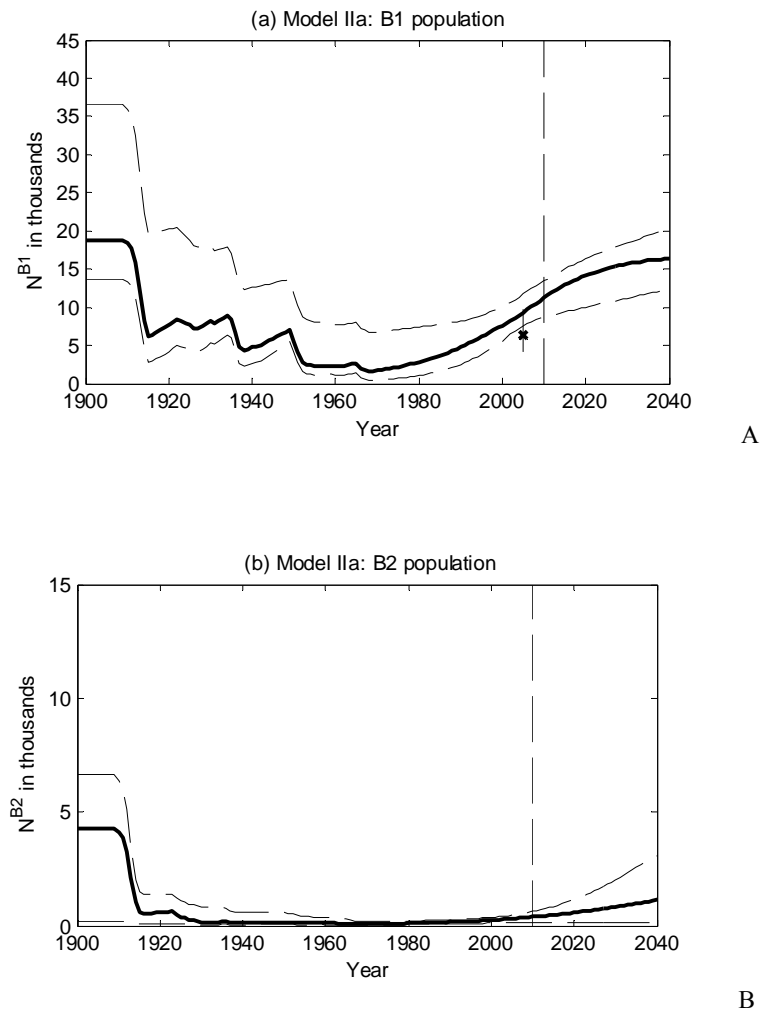 (a) Model IIa: B1 population
45
40
35
30
25
20
15
10
5
0
N^B1 in thousands
1900 1920 1940 1960 1980 2000 2020 2040
Year
A
(b) Model IIa: B2 population
15
10
5
0
N^B2 in thousands
1900 1920 1940 1960 1980 2000 2020 2040
Year
B